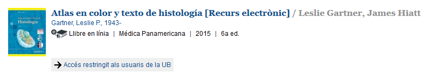 Atlas en color y texto de histología [Recurs electrònic] / Leslie Gartner, James Hiatt
Gartner, Leslie P, 1943-
Llibre en línia | Médica Panamericana | 2015 | 6a ed.
Accés restringit als usuaris de la UB